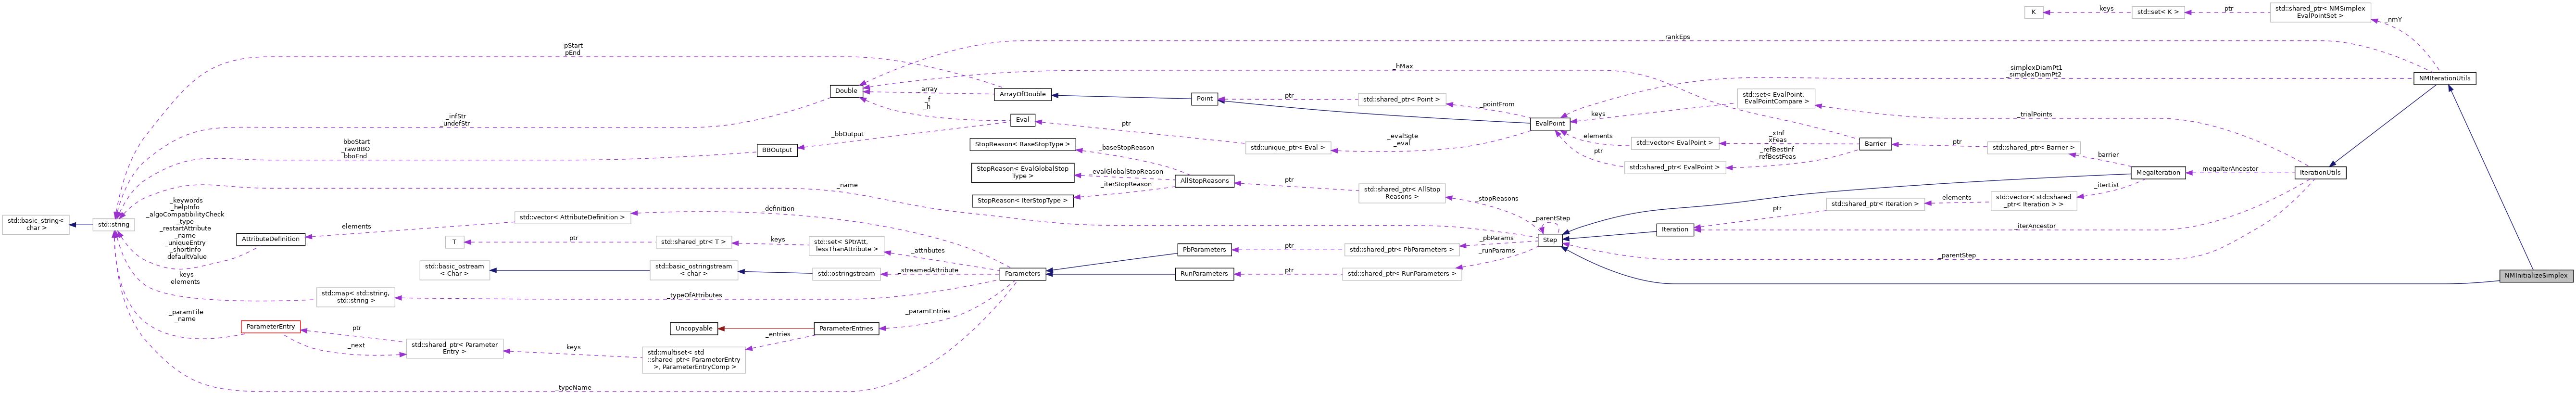 K
keys
std::set< K >
ptr
std::shared_ptr< NMSimplex
EvalPointSet >
_nmY
_rankEps
pStart
pEnd
_hMax
_simplexDiamPt1
_simplexDiamPt2
NMIterationUtils
Double
_array
ArrayOfDouble
_f
_h
Point
ptr
std::shared_ptr< Point >
_pointFrom
std::set< EvalPoint,
EvalPointCompare >
keys
_trialPoints
_infStr
_undefStr
Eval
ptr
EvalPoint
_bbOutput
bboStart
_rawBBO
bboEnd
BBOutput
StopReason< BaseStopType >
_baseStopReason
std::unique_ptr< Eval >
_evalSgte
_eval
elements
std::vector< EvalPoint >
_xInf
_xFeas
ptr
std::shared_ptr< EvalPoint >
_refBestInf
_refBestFeas
Barrier
ptr
std::shared_ptr< Barrier >
_barrier
StopReason< EvalGlobalStop
Type >
_evalGlobalStopReason
_iterStopReason
AllStopReasons
ptr
std::shared_ptr< AllStop
Reasons >
_stopReasons
StopReason< IterStopType >
MegaIteration
_megaIterAncestor
IterationUtils
_iterList
std::vector< std::shared
_ptr< Iteration > >
elements
std::shared_ptr< Iteration >
ptr
_name
_keywords
_helpInfo
_algoCompatibilityCheck
_type
_restartAttribute
_name
_uniqueEntry
_shortInfo
_defaultValue
std::basic_string<
char >
std::string
elements
AttributeDefinition
std::vector< AttributeDefinition >
_definition
_parentStep
Step
Iteration
_iterAncestor
T
ptr
std::shared_ptr< T >
keys
std::set< SPtrAtt,
lessThanAttribute >
_attributes
PbParameters
ptr
std::shared_ptr< PbParameters >
_pbParams
_runParams
_parentStep
std::basic_ostream
< Char >
std::basic_ostringstream
< char >
std::ostringstream
_streamedAttribute
Parameters
RunParameters
ptr
std::shared_ptr< RunParameters >
NMInitializeSimplex
keys
elements
std::map< std::string,
std::string >
_typeOfAttributes
_paramFile
_name
ParameterEntry
ptr
_next
std::shared_ptr< Parameter
Entry >
keys
Uncopyable
ParameterEntries
_paramEntries
_entries
std::multiset< std
::shared_ptr< ParameterEntry
>, ParameterEntryComp >
_typeName